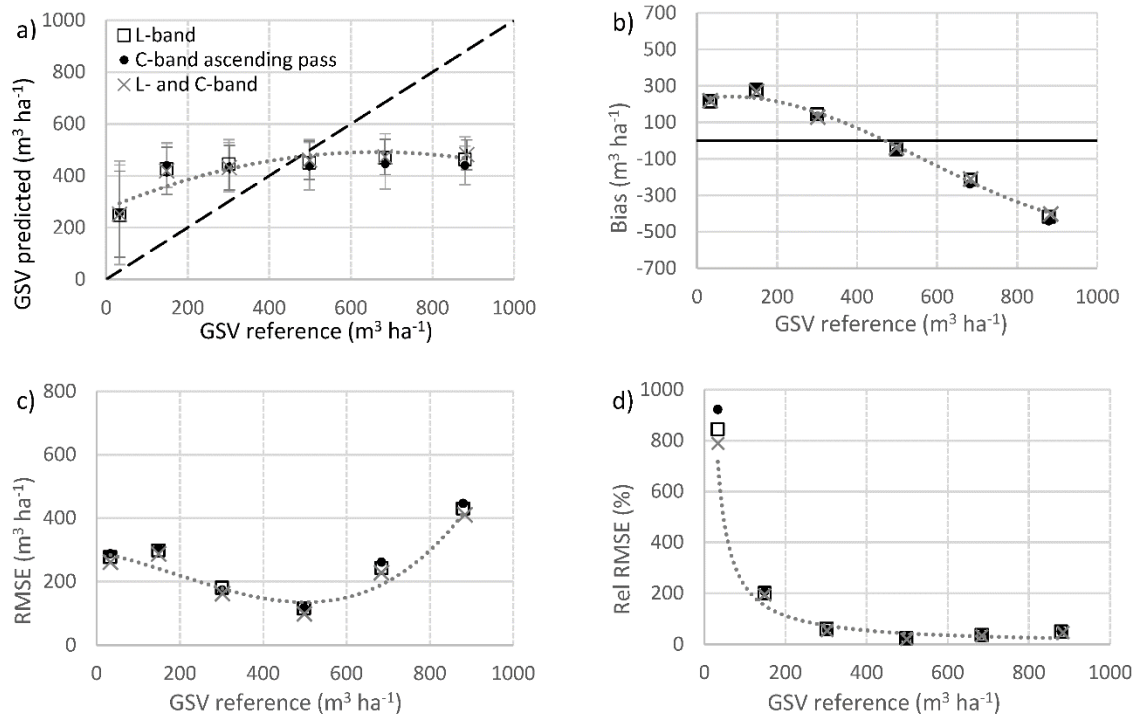 a)
GSV predicted (m³ ha⁻¹)
1000
800
600
400
200
0
L-band
C-band ascending pass
L- and C-band
0 200 400 600 800 1000
GSV reference (m³ ha⁻¹)
b)
Bias (m³ ha⁻¹)
700
500
300
100
-100
-300
-500
-700
0 200 400 600 800 1000
GSV reference (m³ ha⁻¹)
c)
RMSE (m³ ha⁻¹)
800
600
400
200
0
0 200 400 600 800 1000
GSV reference (m³ ha⁻¹)
d)
Rel RMSE (%)
1000
800
600
400
200
0
0 200 400 600 800 1000
GSV reference (m³ ha⁻¹)